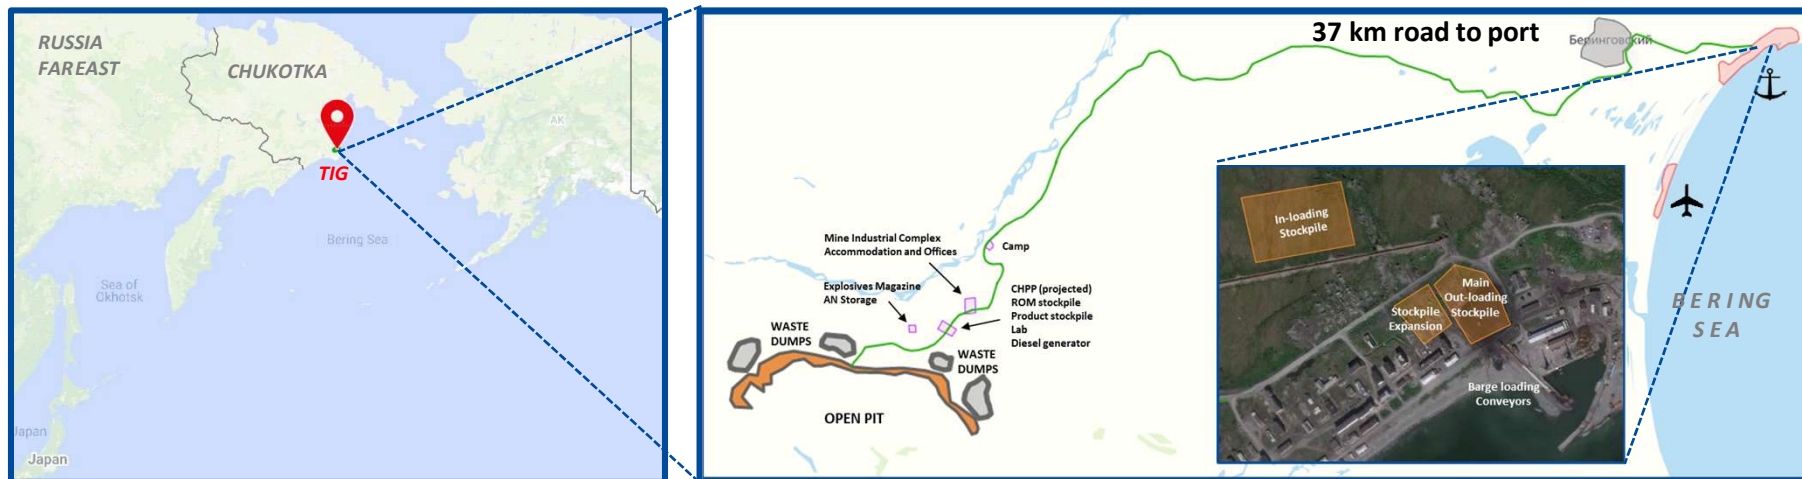 RUSSIA
FAREAST
CHUKOTKA
AK
TIG
Bering Sea
Sea of
Okhotsk
Japan
Japan
37 km road to port
Беринговский
Camp
Mine Industrial Complex
Accommodation and Offices
Explosives Magazine
AN Storage
CHPP (projected)
ROM stockpile
Product stockpile
Lab
Diesel generator
WASTE
DUMPS
WASTE
DUMPS
OPEN PIT
In-loading
Stockpile
Main
Out-loading
Stockpile
Stockpile
Expansion
Barge loading
Conveyors
BERING
SEA